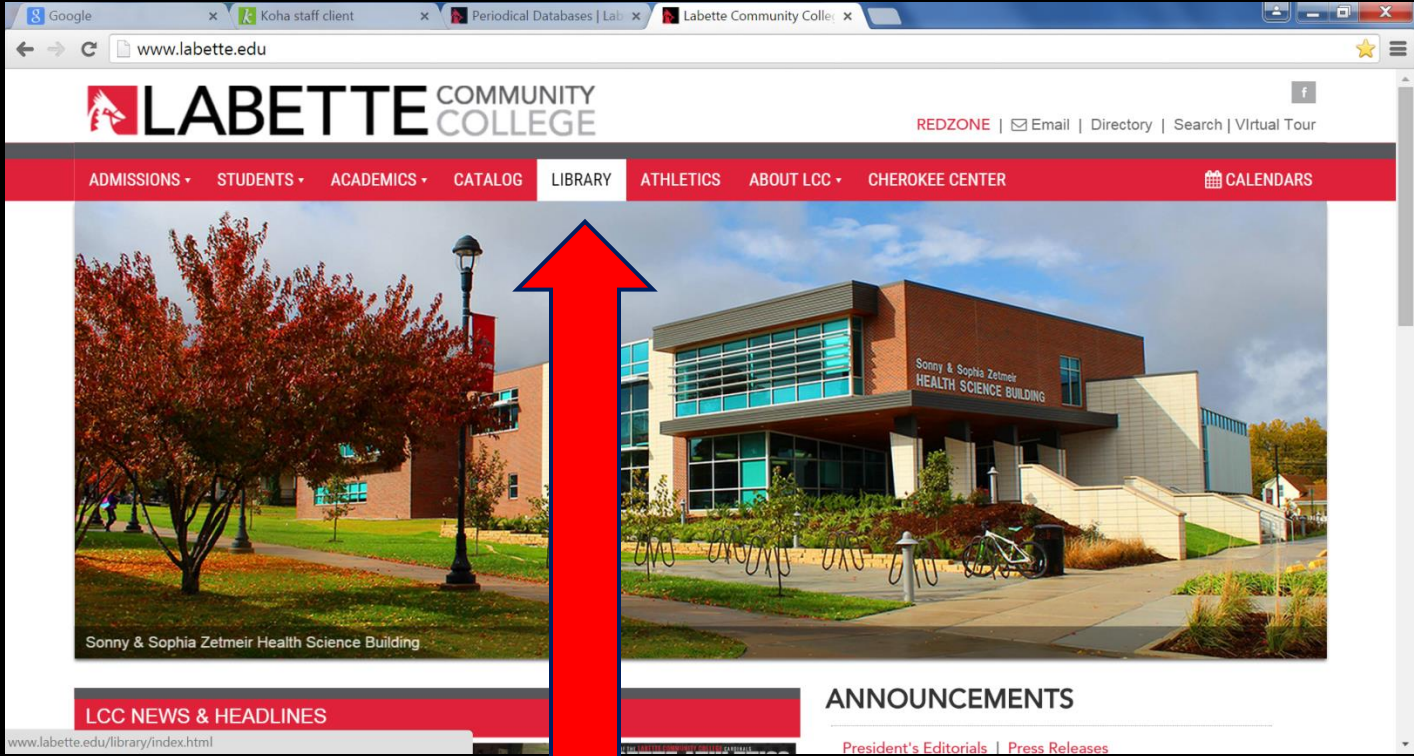 Google
Koha staff client
Periodical Databases | Lab
Labette Community Colleg
www.labette.edu
LABETTE COMMUNITY COLLEGE
f
REDZONE | Email | Directory | Search | VIrtual Tour
ADMISSIONS STUDENTS ACADEMICS CATALOG LIBRARY ATHLETICS ABOUT LCC CHEROKEE CENTER CALENDARS
Sonny & Sophia Zetmeir
HEALTH SCIENCE BUILDING
Sonny & Sophia Zetmeir Health Science Building
LCC NEWS & HEADLINES
ANNOUNCEMENTS
President's Editorials | Press Releases
www.labette.edu/library/index.html